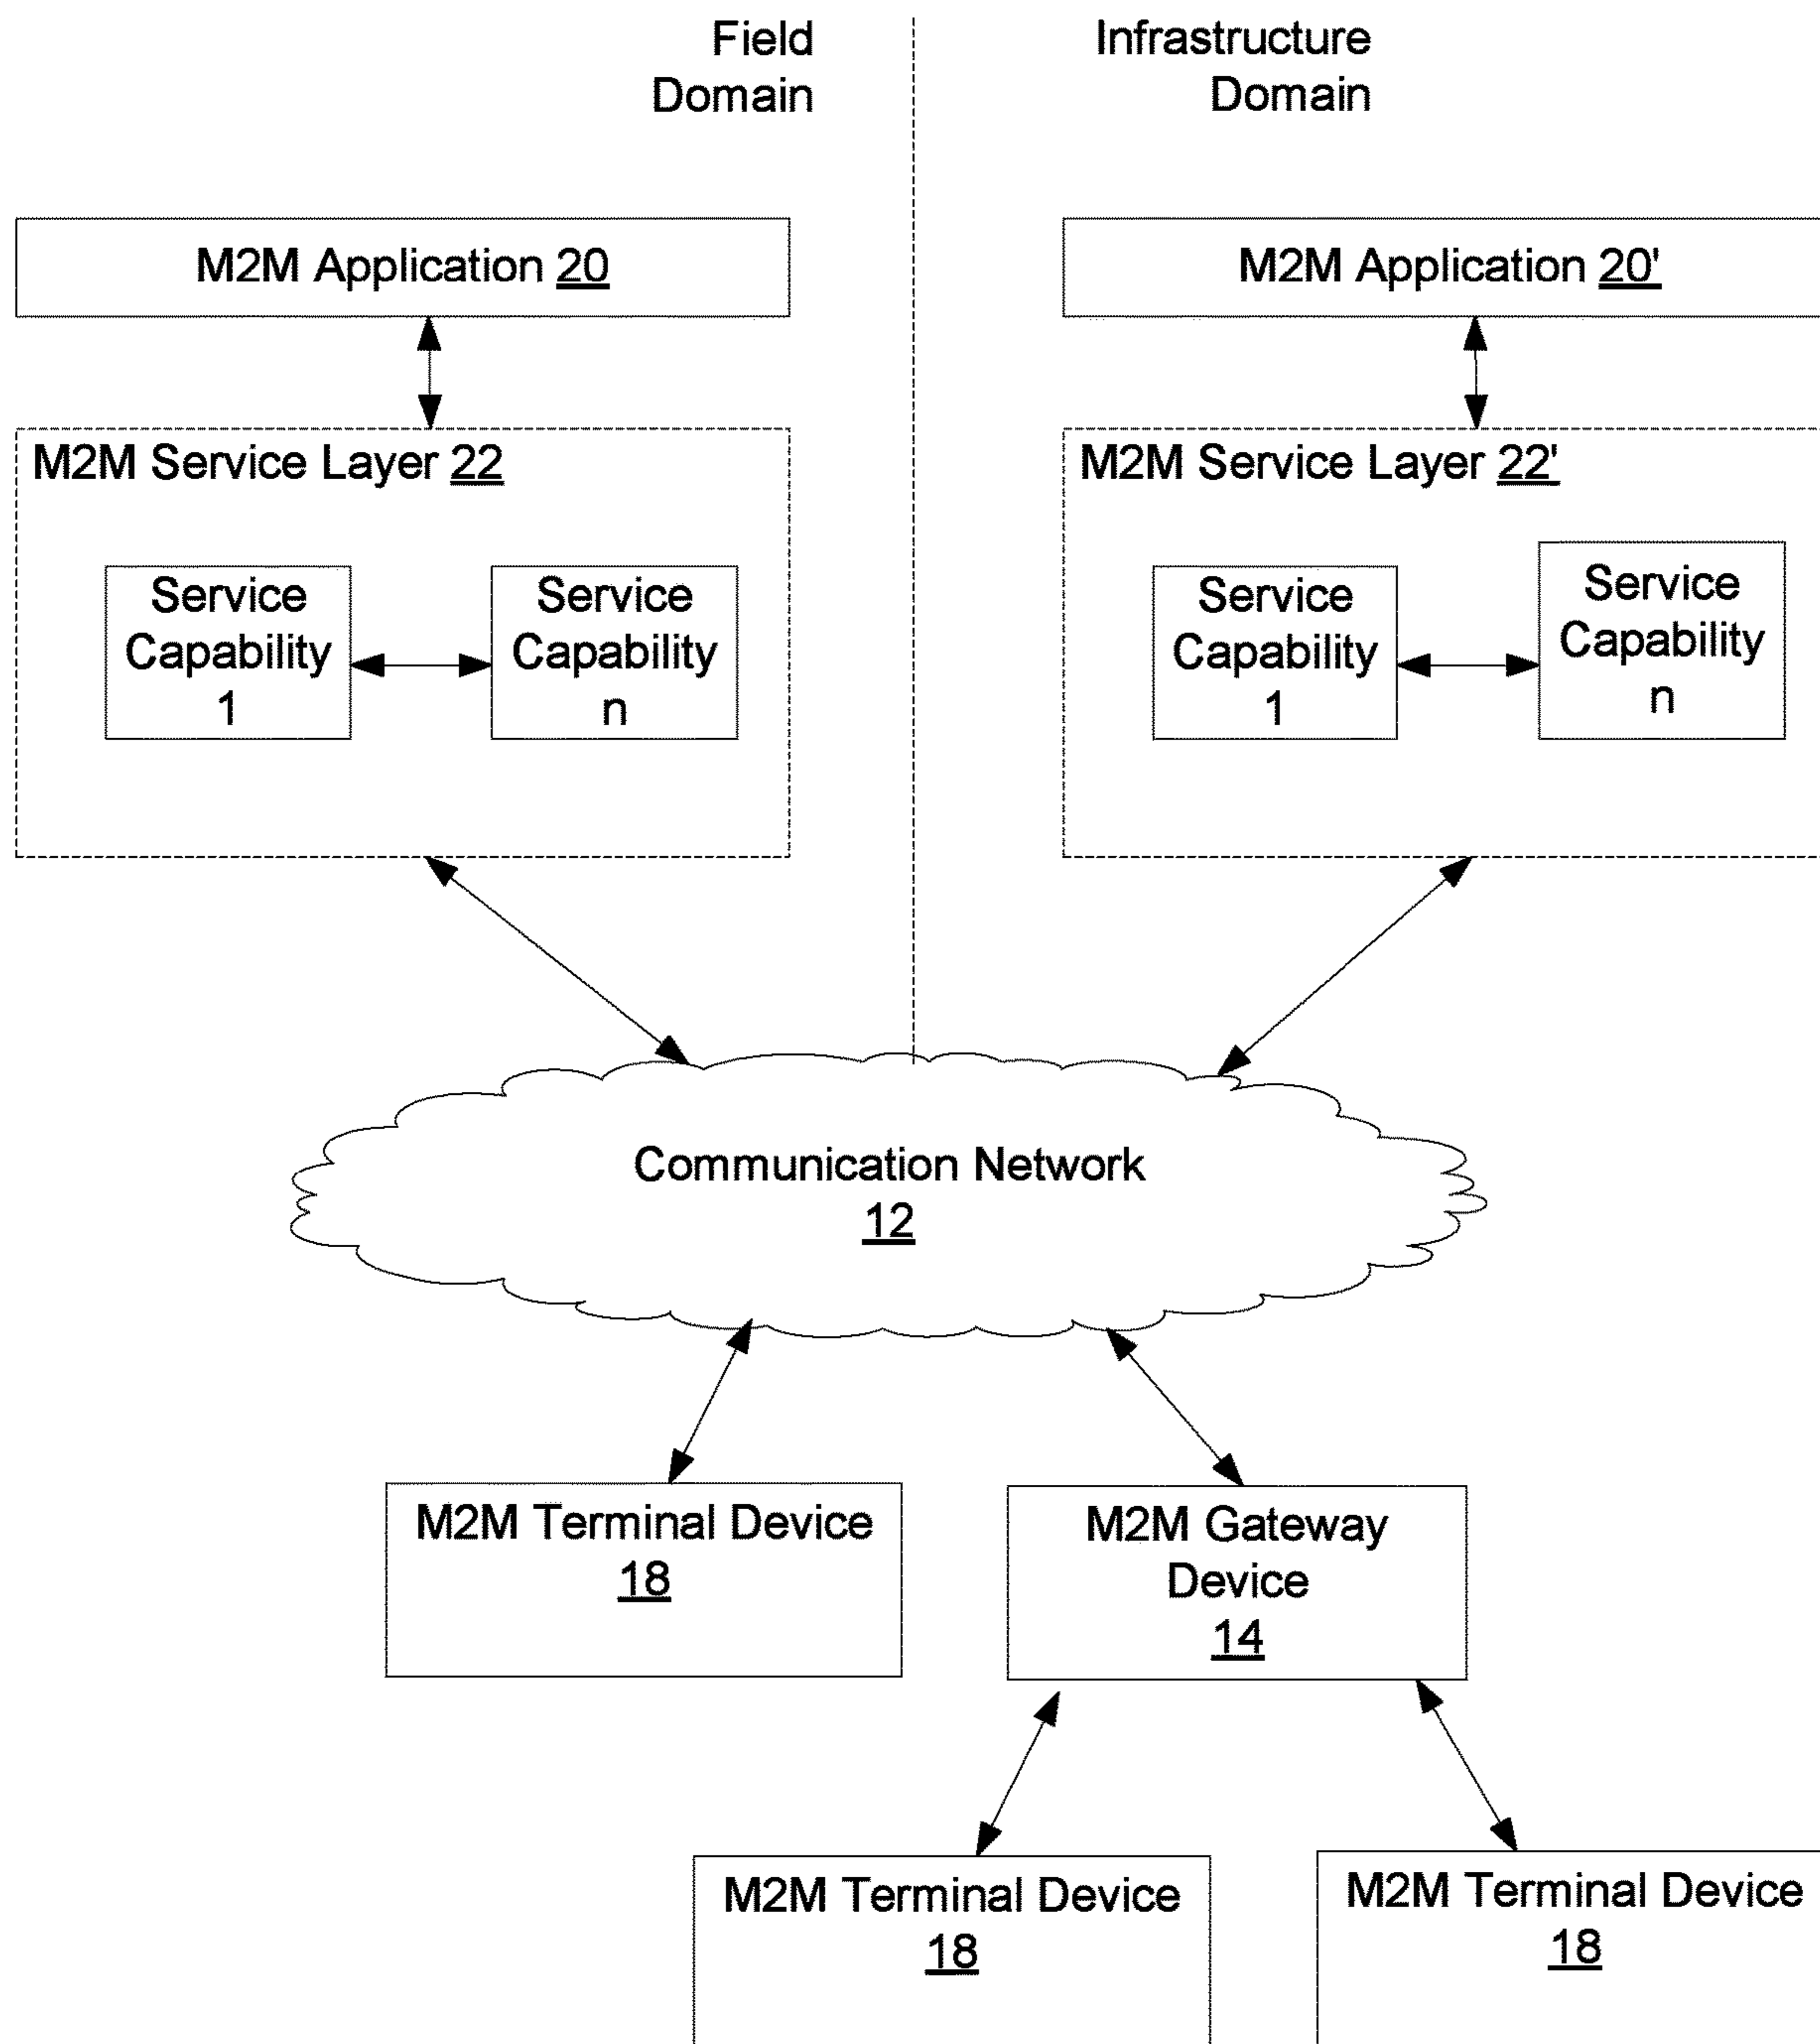 Field
Domain
Infrastructure
Domain
M2M Application 20
M2M Application 20'
M2M Service Layer 22
Service
Capability
1
Service
Capability
n
M2M Service Layer 22'
Service
Capability
1
Service
Capability
n
Communication Network
12
M2M Terminal Device
18
M2M Gateway
Device
14
M2M Terminal Device
18
M2M Terminal Device
18